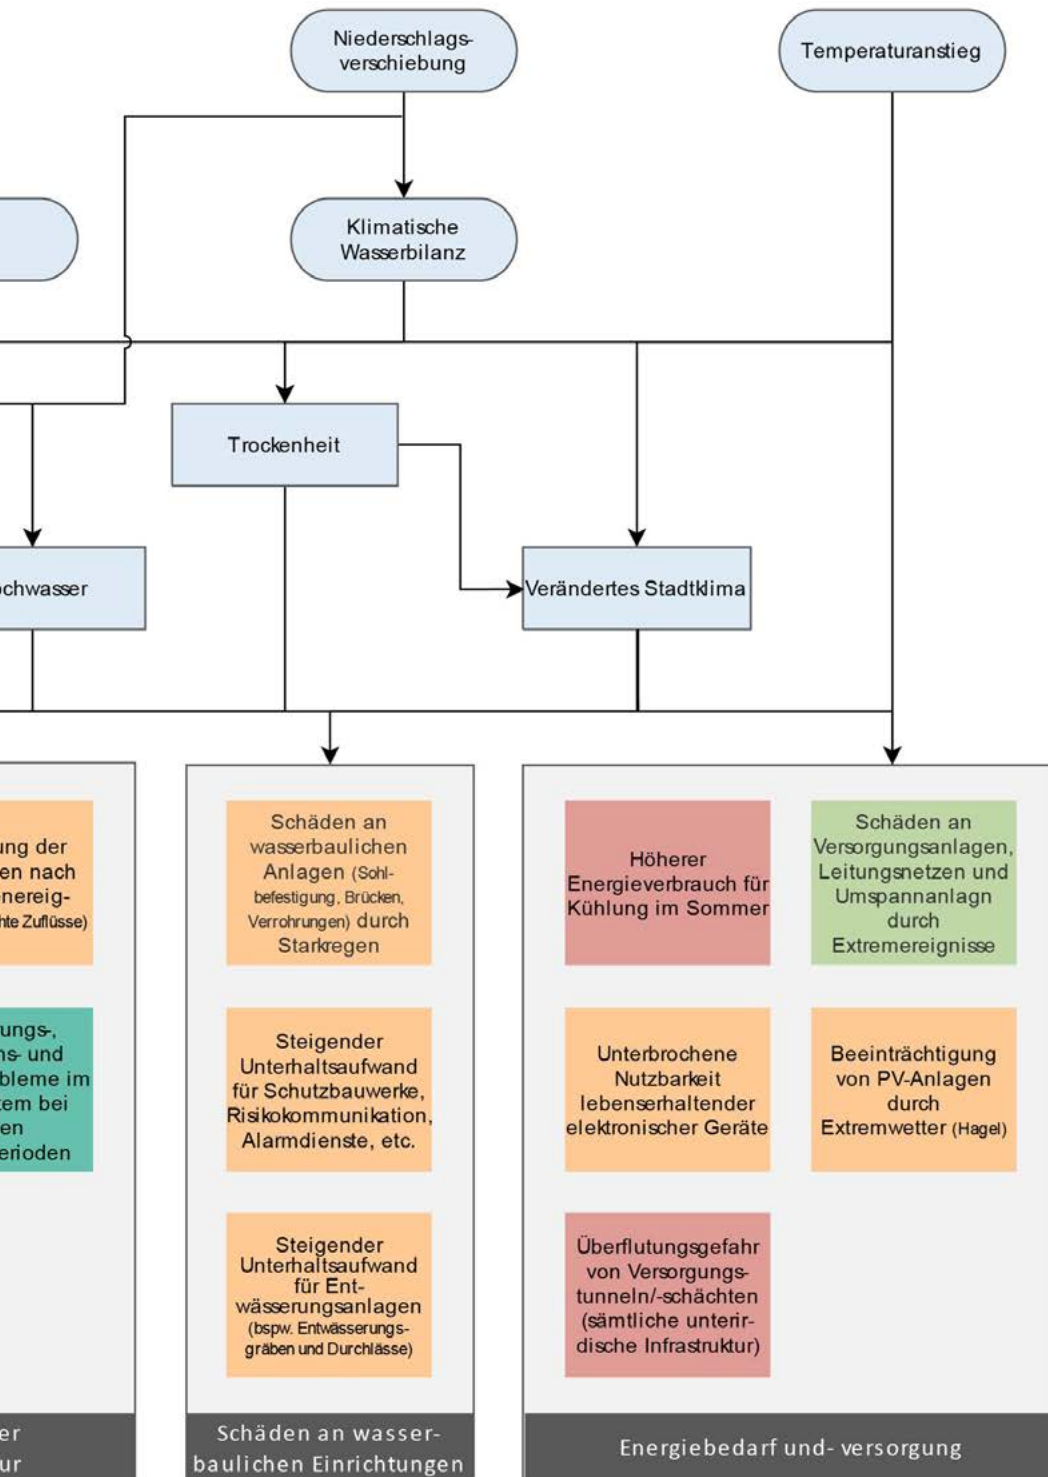 Niederschlags-
verschiebung
Temperaturanstieg
Klimatische
Wasserbilanz
Trockenheit
ochwasser
Verändertes Stadtklima
ung der
en nach
enereig-
hte Zuflüsse)
ungs-,
ns- und
bleme im
tem bei
en
erioden
er
ur
Schäden an
wasserbaulichen
Anlagen (Sohl-
befestigung, Brücken,
Verrohrungen) durch
Starkregen
Steigender
Unterhaltsaufwand
für Schutzbauwerke,
Risikokommunikation,
Alarmdienste, etc.
Steigender
Unterhaltsaufwand
für Ent-
wässerungsanlagen
(bspw. Entwässerungs-
gräben und Durchlässe)
Schäden an wasser-
baulichen Einrichtungen
Höherer
Energieverbrauch für
Kühlung im Sommer
Schäden an
Versorgungsanlagen,
Leitungsnetzen und
Umspannanlagn
durch
Extremereignisse
Unterbrochene
Nutzbarkeit
lebenserhaltender
elektronischer Geräte
Beeinträchtigung
von PV-Anlagen
durch
Extremwetter (Hagel)
Überflutungsgefahr
von Versorgungs-
tunneln/-schächten
(sämtliche unterir-
dische Infrastruktur)
Energiebedarf und- versorgung